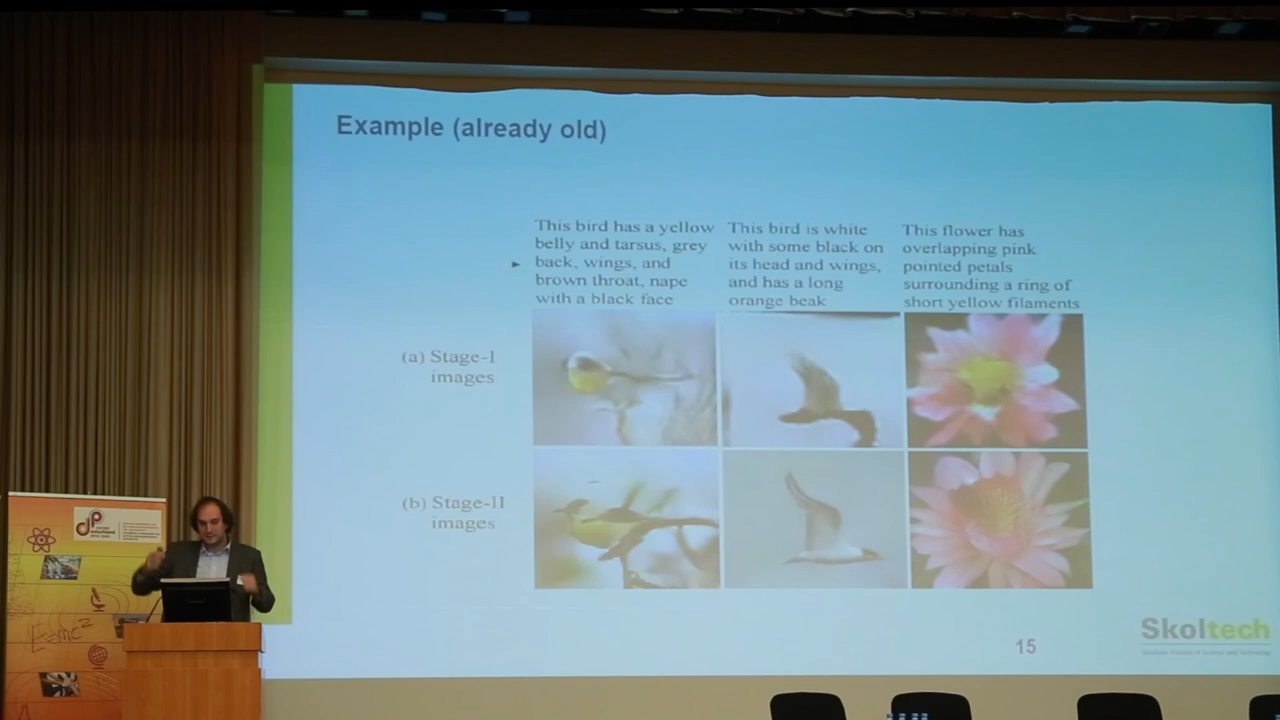 Example (already old)
This bird has a yellow
belly and tarsus, grey
back, wings, and
brown throat, nape
with a black face
This bird is white
with some black on
its head and wings,
and has a long
orange beak
This flower has
overlapping pink
pointed petals
surrounding a ring of
short yellow filaments
(a) Stage-I
images
(b) Stage-II
images
15
Skoltech
E=mc²